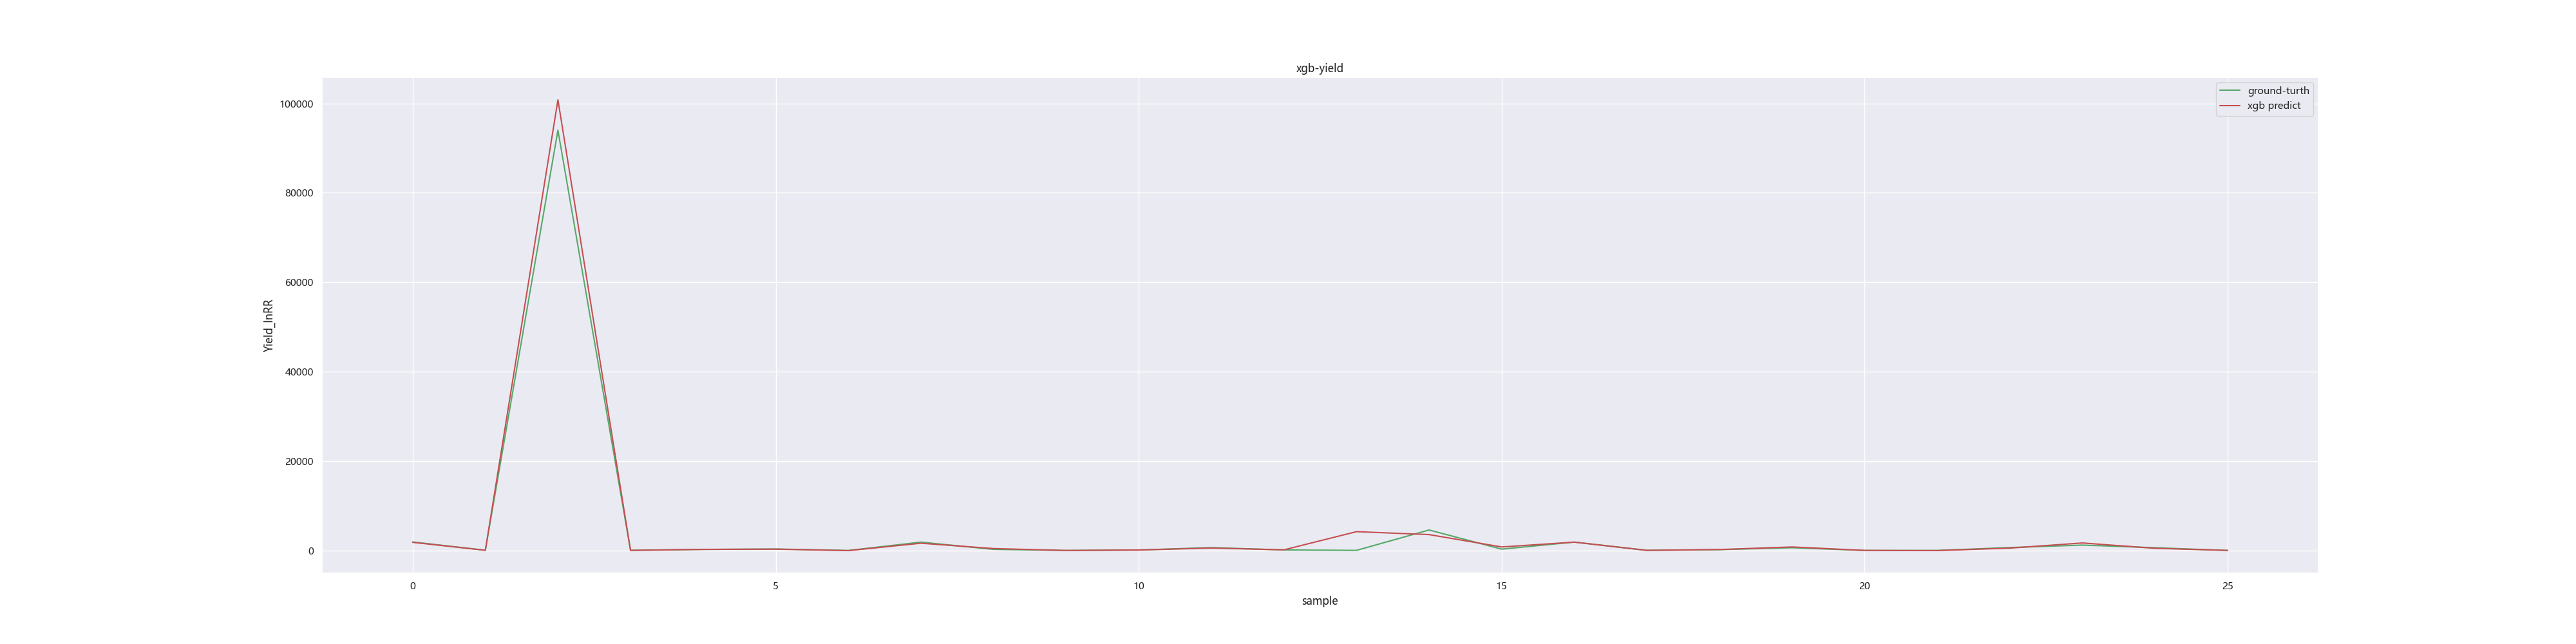 xgb-yield
ground-turth
xgb predict
100000
80000
60000
40000
20000
0
Yield_lnRR
0 5 10 15 20 25
sample